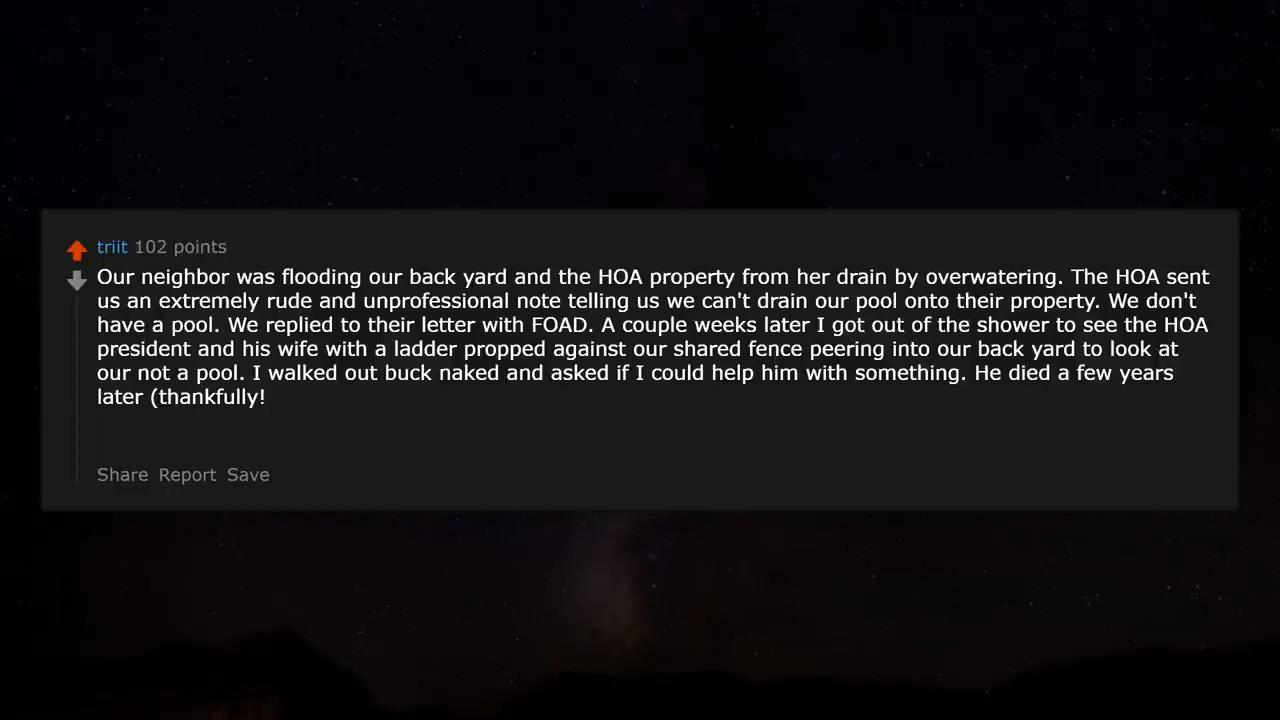 triit 102 points
Our neighbor was flooding our back yard and the HOA property from her drain by overwatering. The HOA sent
us an extremely rude and unprofessional note telling us we can't drain our pool onto their property. We don't
have a pool. We replied to their letter with FOAD. A couple weeks later I got out of the shower to see the HOA
president and his wife with a ladder propped against our shared fence peering into our back yard to look at
our not a pool. I walked out buck naked and asked if I could help him with something. He died a few years
later (thankfully!
Share Report Save